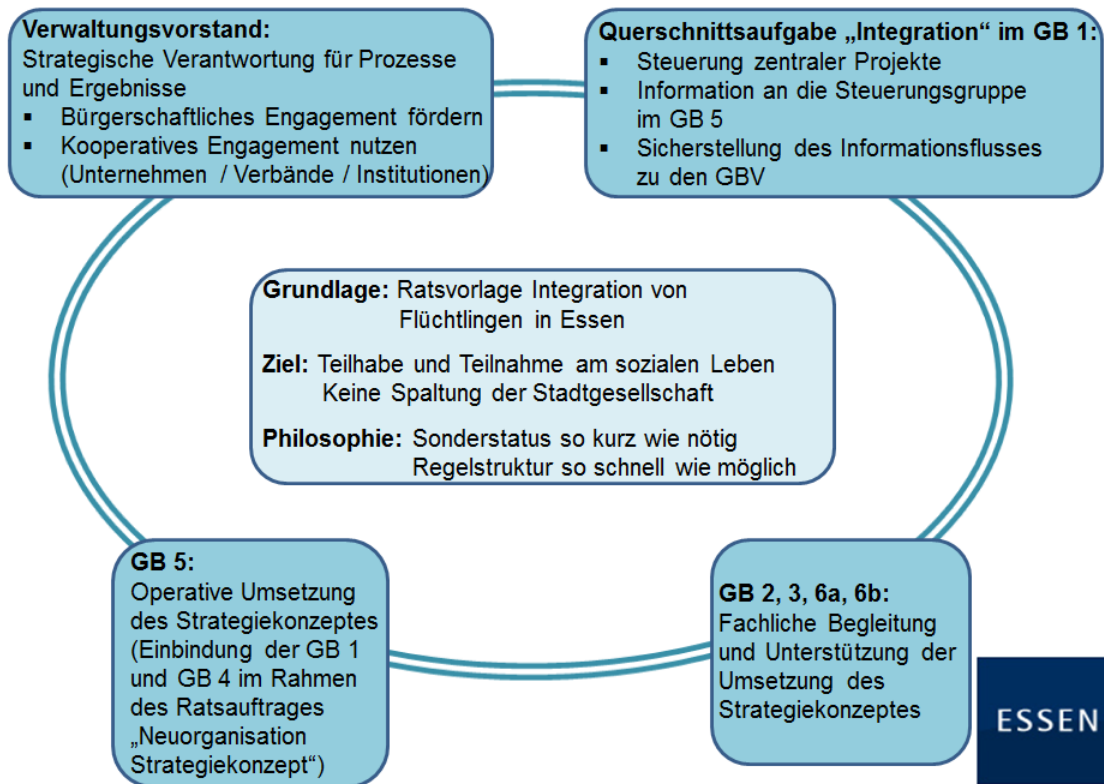 Verwaltungsvorstand:
Strategische Verantwortung für Prozesse
und Ergebnisse
▪ Bürgerschaftliches Engagement fördern
▪ Kooperatives Engagement nutzen
(Unternehmen / Verbände / Institutionen)
Querschnittsaufgabe „Integration“ im GB 1:
▪ Steuerung zentraler Projekte
▪ Information an die Steuerungsgruppe
im GB 5
▪ Sicherstellung des Informationsflusses
zu den GBV
Grundlage: Ratsvorlage Integration von
Flüchtlingen in Essen
Ziel: Teilhabe und Teilnahme am sozialen Leben
Keine Spaltung der Stadtgesellschaft
Philosophie: Sonderstatus so kurz wie nötig
Regelstruktur so schnell wie möglich
GB 5:
Operative Umsetzung
des Strategiekonzeptes
(Einbindung der GB 1
und GB 4 im Rahmen
des Ratsauftrages
„Neuorganisation
Strategiekonzept“)
GB 2, 3, 6a, 6b:
Fachliche Begleitung
und Unterstützung der
Umsetzung des
Strategiekonzeptes
ESSEN